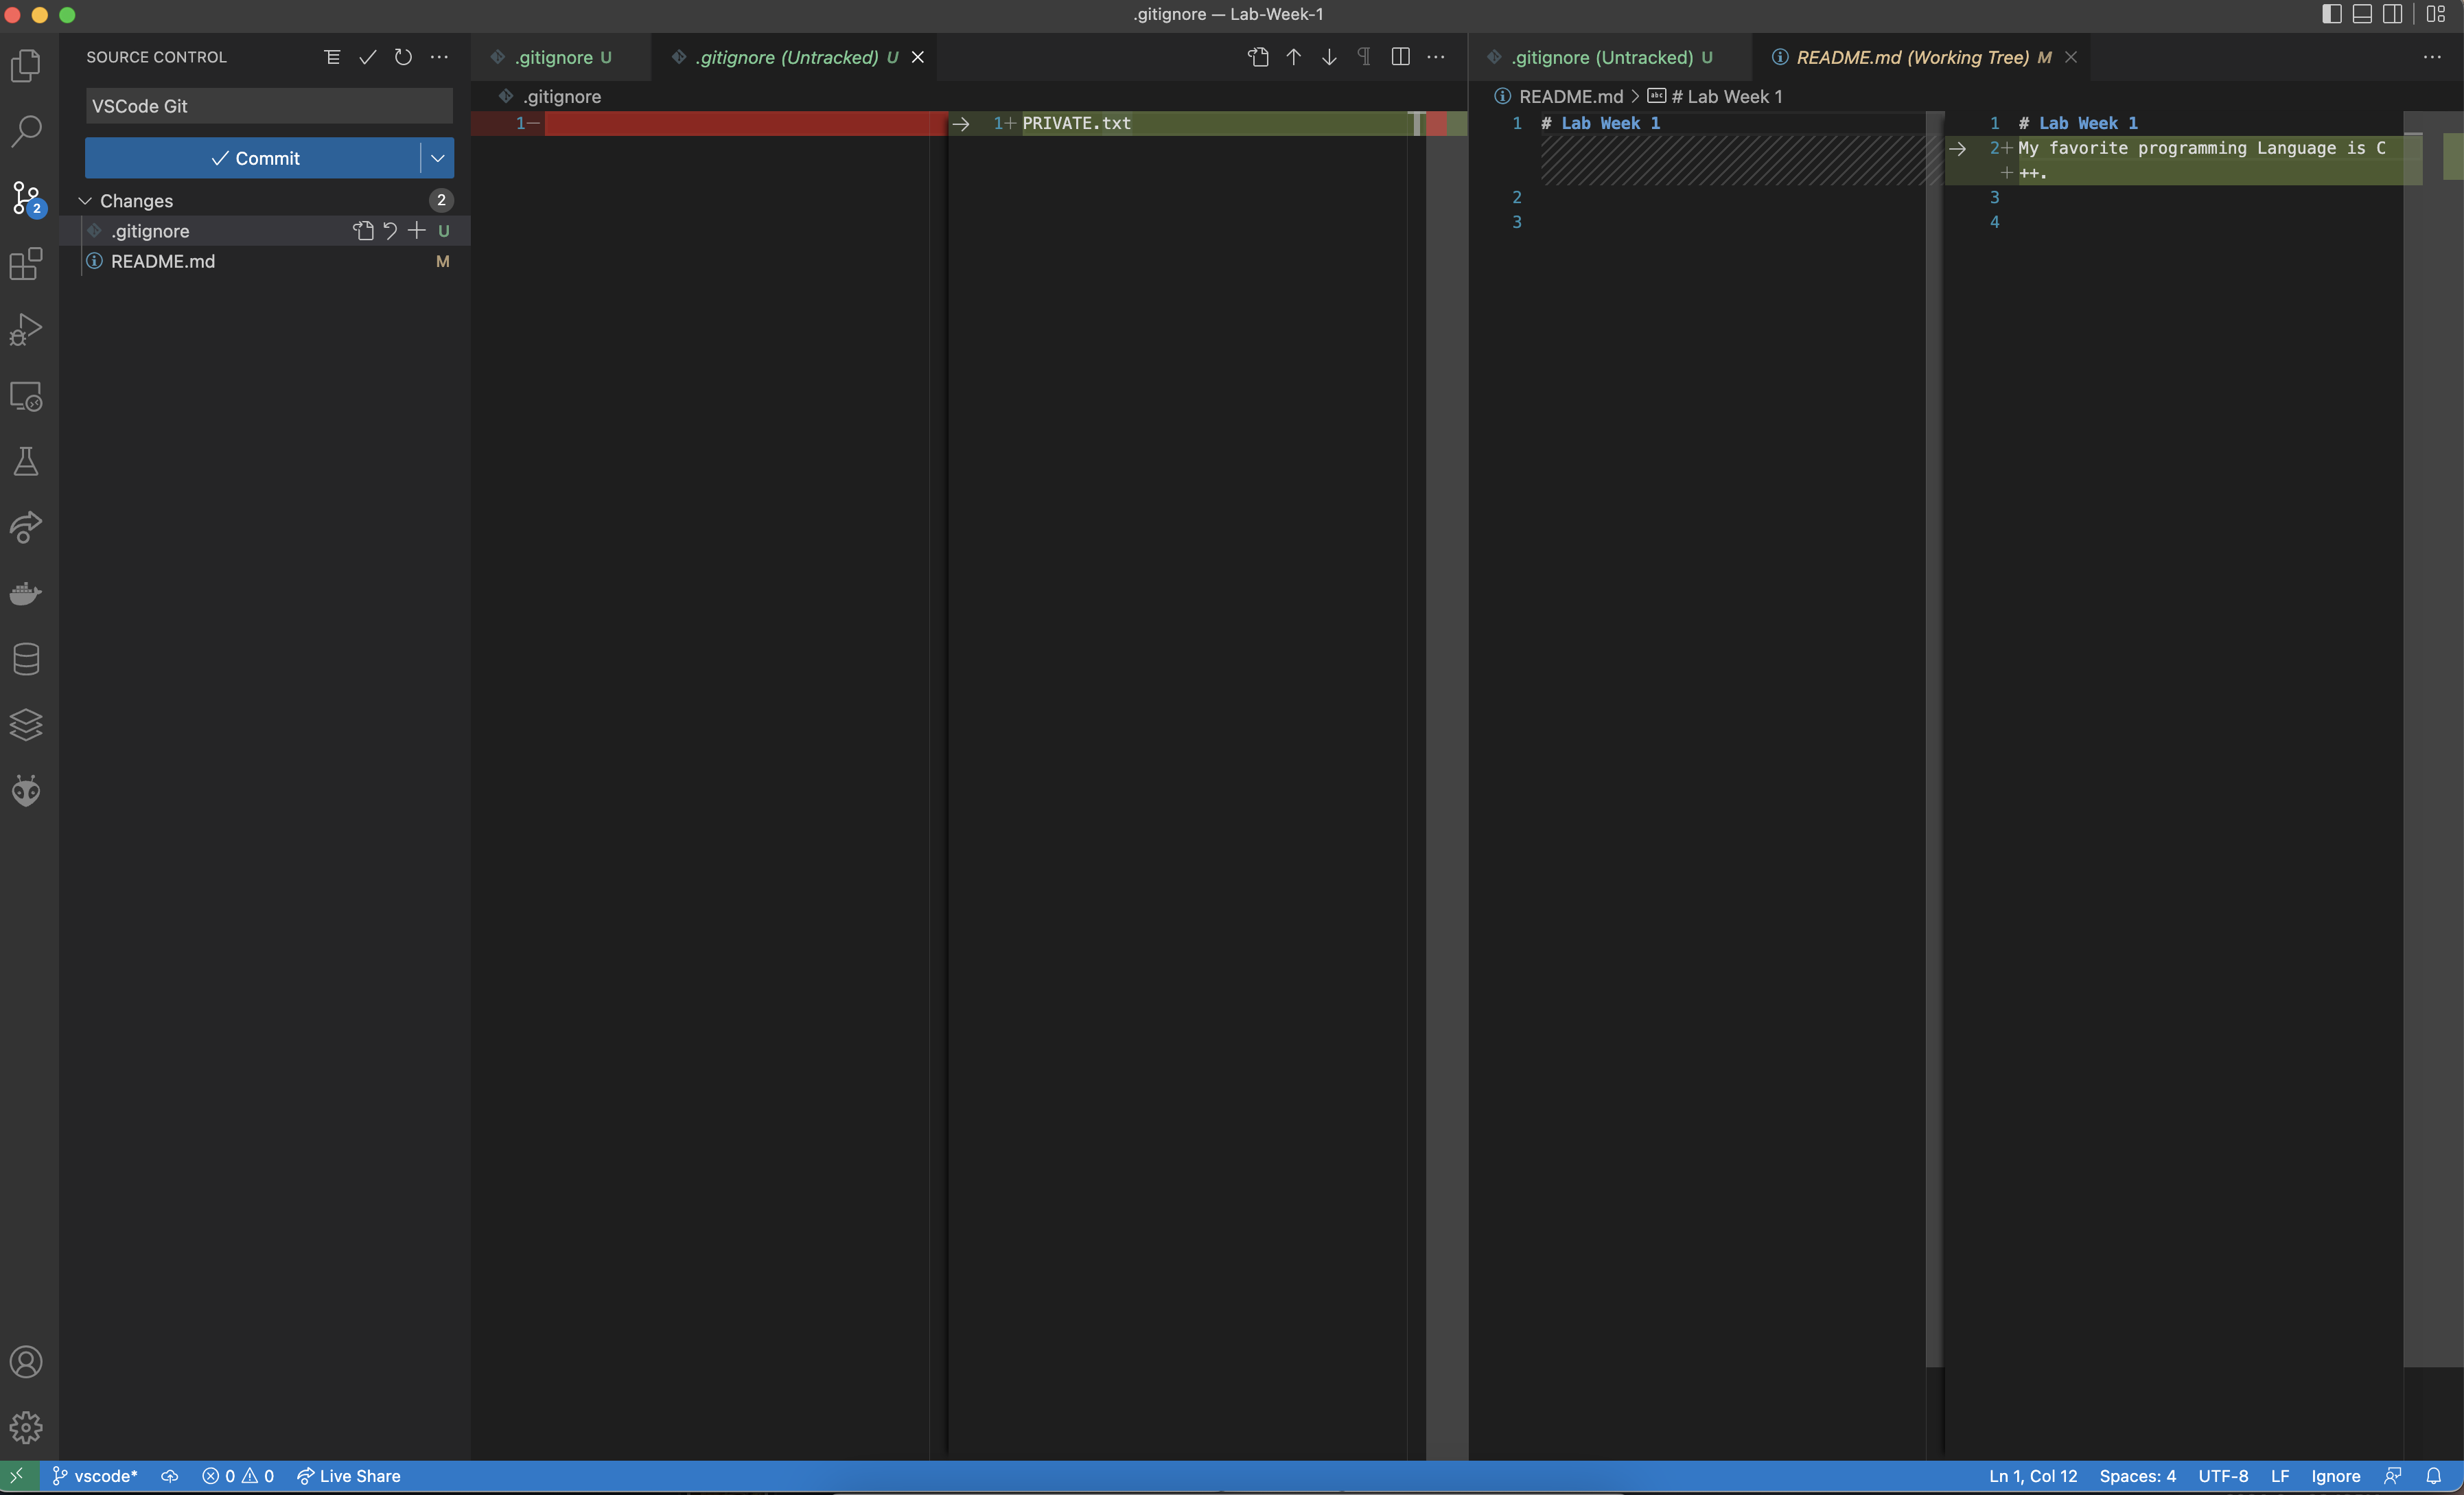 .gitignore — Lab-Week-1
SOURCE CONTROL
VSCode Git
Commit
Changes 2
.gitignore U
README.md M
2
.gitignore U
.gitignore (Untracked) U
.gitignore
1
1 PRIVATE.txt
.gitignore (Untracked) U
README.md (Working Tree) M
README.md > abc # Lab Week 1
1 # Lab Week 1
2
3
1 # Lab Week 1
2+ My favorite programming Language is C
+ ++.
3
4
vscode* 0 0 Live Share
Ln 1, Col 12 Spaces: 4 UTF-8 LF Ignore